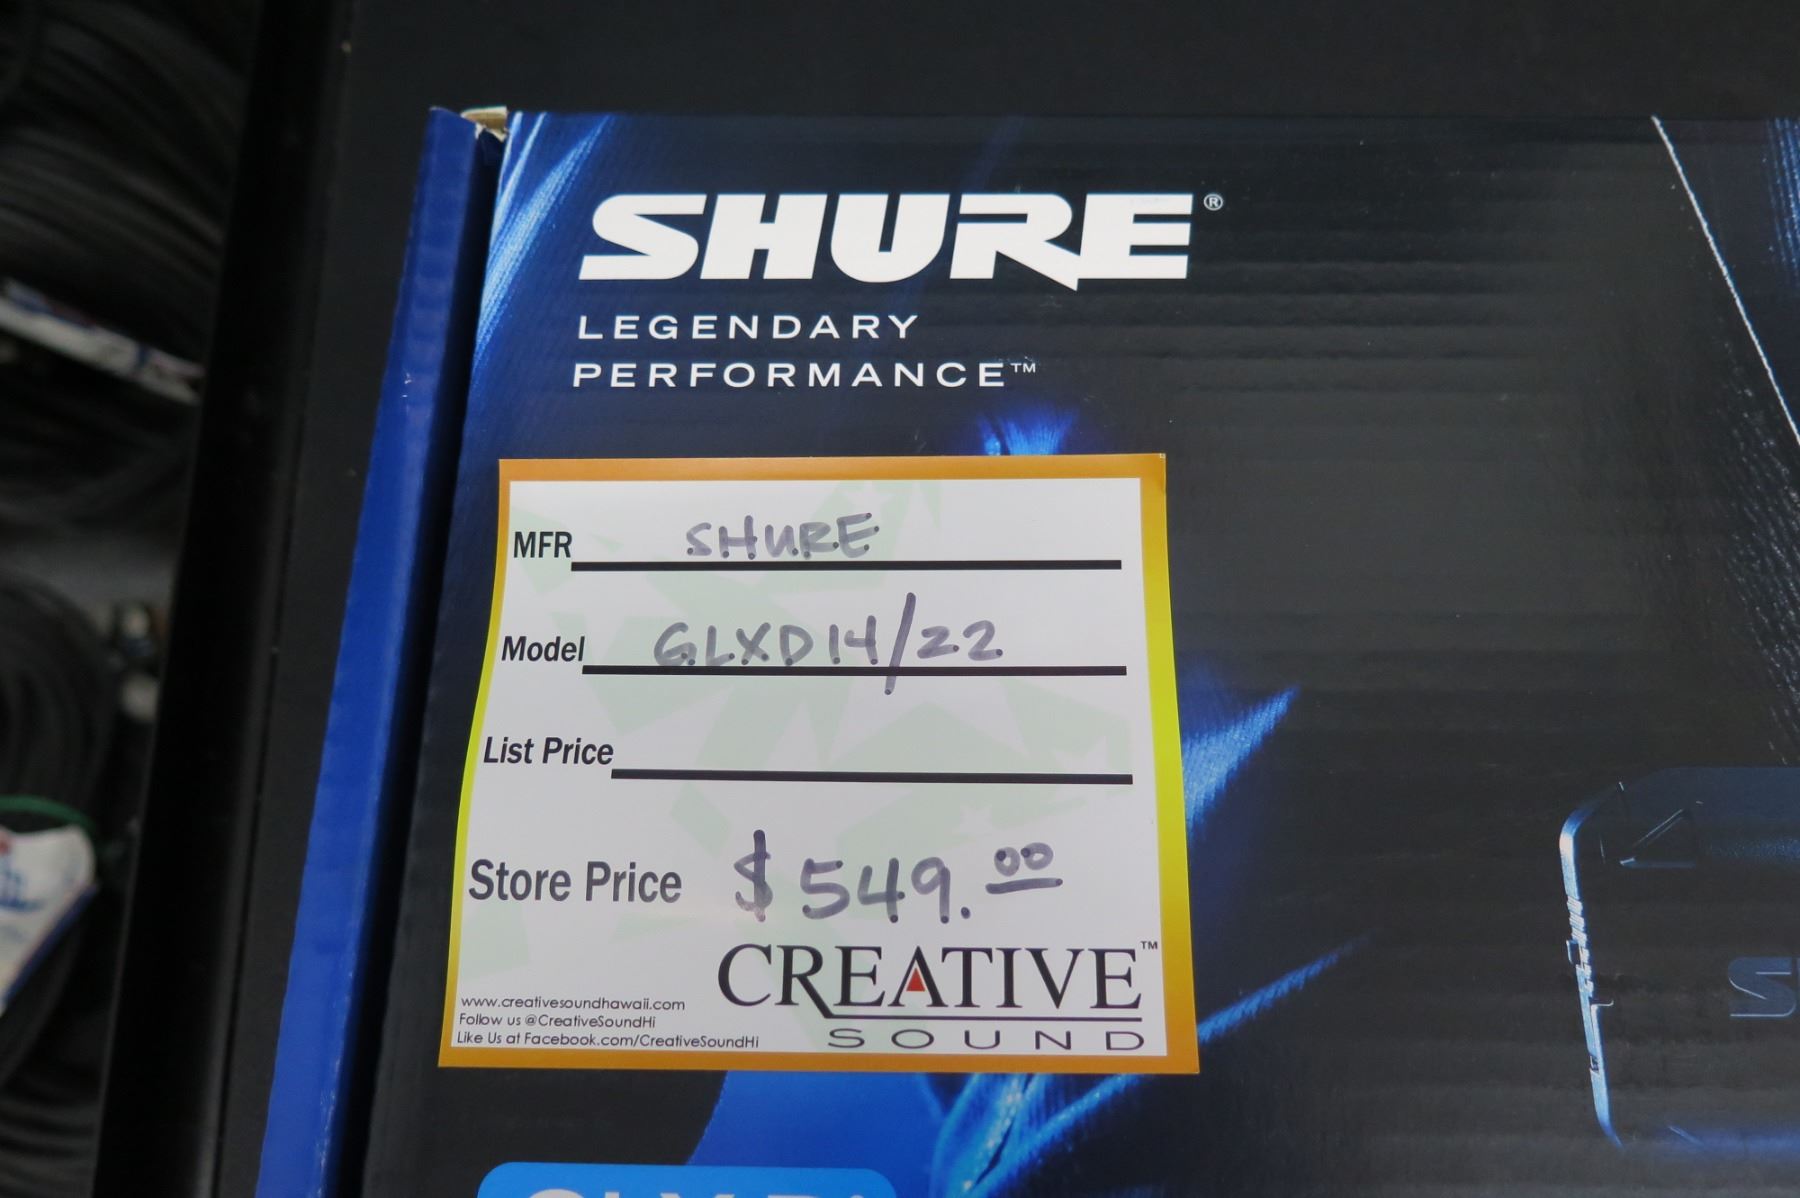 SHURE®
LEGENDARY
PERFORMANCE™
MFR SHURE
Model GLXD14/22
List Price
Store Price $549.00
CREATIVE™
SOUND
www.creativesoundhawaii.com
Follow us @CreativeSoundHi
Like Us at Facebook.com/CreativeSoundHi